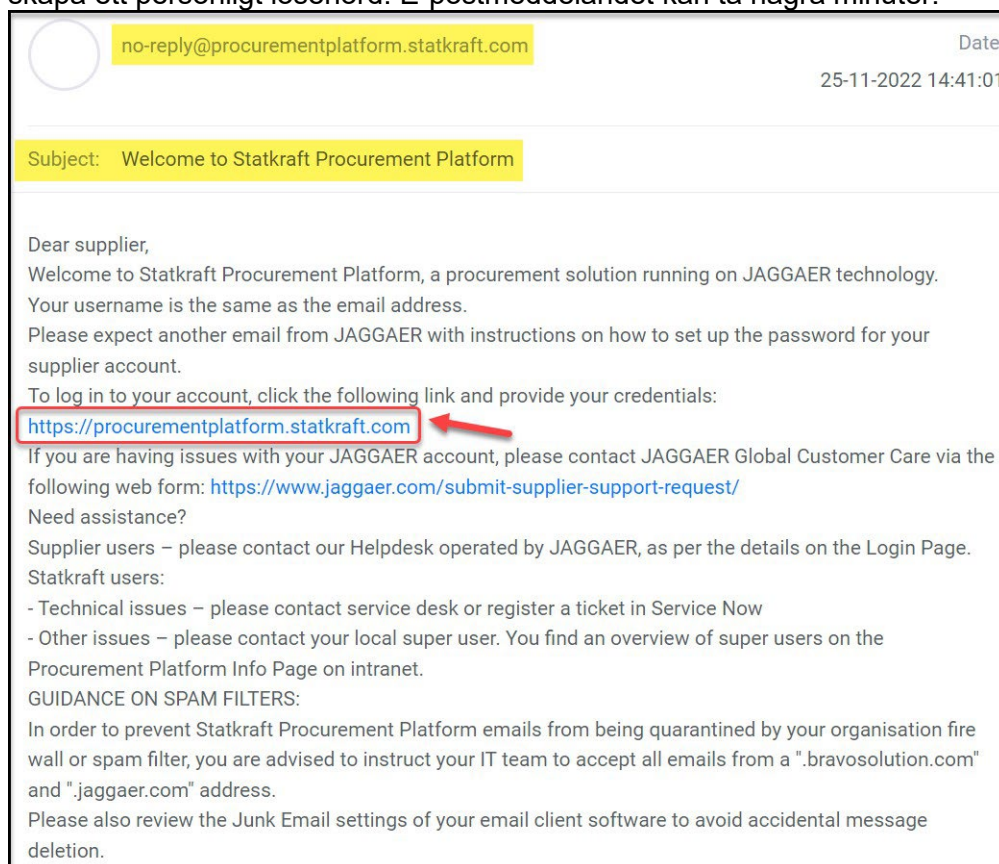 skapa ett personligt lösenord. E-postmeddelandet kan ta några minuter.
no-reply@procurementplatform.statkraft.com
Date
25-11-2022 14:41:01
Subject: Welcome to Statkraft Procurement Platform
Dear supplier,
Welcome to Statkraft Procurement Platform, a procurement solution running on JAGGAER technology.
Your username is the same as the email address.
Please expect another email from JAGGAER with instructions on how to set up the password for your
supplier account.
To log in to your account, click the following link and provide your credentials:
https://procurementplatform.statkraft.com
If you are having issues with your JAGGAER account, please contact JAGGAER Global Customer Care via the
following web form: https://www.jaggaer.com/submit-supplier-support-request/
Need assistance?
Supplier users – please contact our Helpdesk operated by JAGGAER, as per the details on the Login Page.
Statkraft users:
- Technical issues – please contact service desk or register a ticket in Service Now
- Other issues – please contact your local super user. You find an overview of super users on the
Procurement Platform Info Page on intranet.
GUIDANCE ON SPAM FILTERS:
In order to prevent Statkraft Procurement Platform emails from being quarantined by your organisation fire
wall or spam filter, you are advised to instruct your IT team to accept all emails from a ".bravosolution.com"
and ".jaggaer.com" address.
Please also review the Junk Email settings of your email client software to avoid accidental message
deletion.